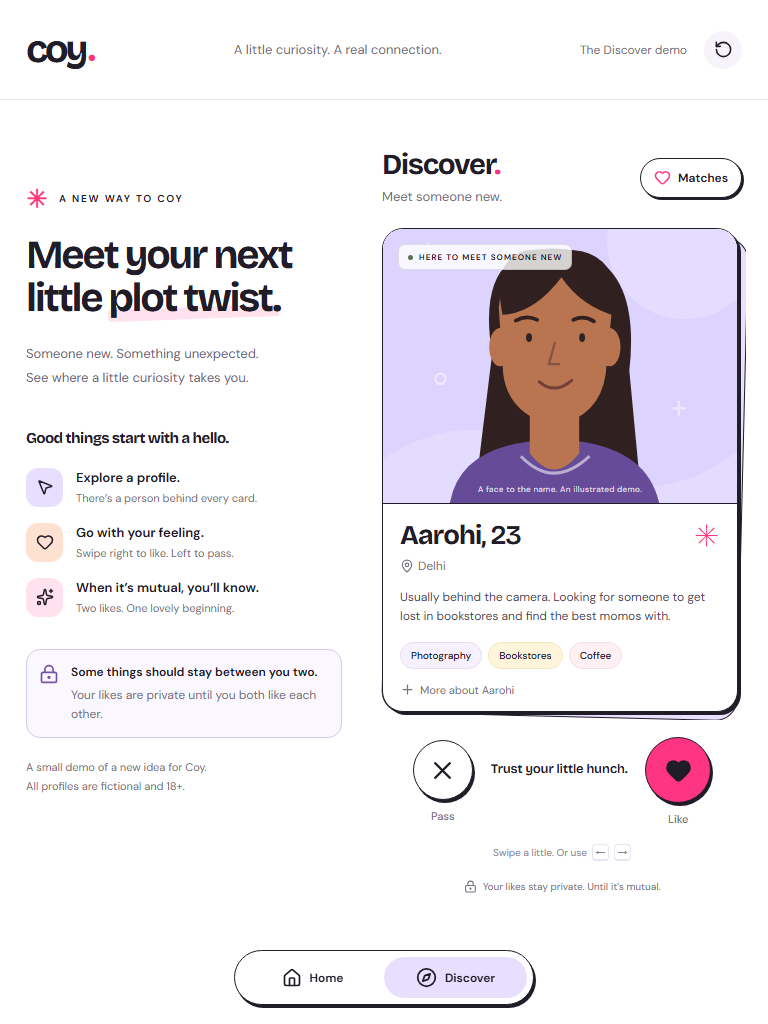 coy.
A little curiosity. A real connection.
The Discover demo
A NEW WAY TO COY
Meet your next
little plot twist.
Someone new. Something unexpected.
See where a little curiosity takes you.
Good things start with a hello.
Explore a profile.
There's a person behind every card.
Go with your feeling.
Swipe right to like. Left to pass.
When it's mutual, you'll know.
Two likes. One lovely beginning.
Some things should stay between you two.
Your likes are private until you both like each
other.
A small demo of a new idea for Coy.
All profiles are fictional and 18+.
Discover.
Meet someone new.
Matches
HERE TO MEET SOMEONE NEW
A face to the name. An illustrated demo.
Aarohi, 23
Delhi
Usually behind the camera. Looking for someone to get
lost in bookstores and find the best momos with.
Photography
Bookstores
Coffee
More about Aarohi
Trust your little hunch.
Pass
Like
Swipe a little. Or use ← →
Your likes stay private. Until it's mutual.
Home
Discover